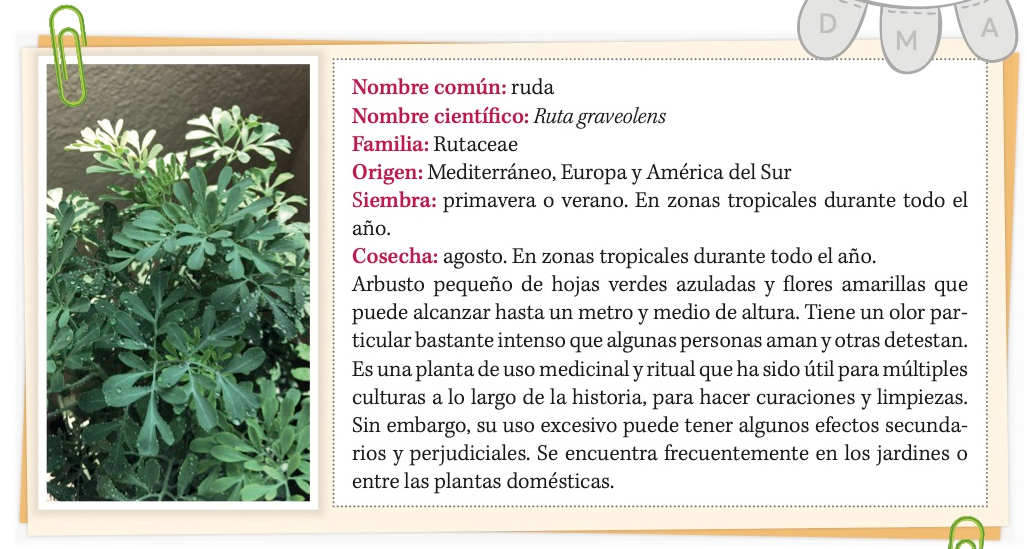 D M A
Nombre común: ruda
Nombre científico: Ruta graveolens
Familia: Rutaceae
Origen: Mediterráneo, Europa y América del Sur
Siembra: primavera o verano. En zonas tropicales durante todo el
año.
Cosecha: agosto. En zonas tropicales durante todo el año.
Arbusto pequeño de hojas verdes azuladas y flores amarillas que
puede alcanzar hasta un metro y medio de altura. Tiene un olor par-
ticular bastante intenso que algunas personas aman y otras detestan.
Es una planta de uso medicinal y ritual que ha sido útil para múltiples
culturas a lo largo de la historia, para hacer curaciones y limpiezas.
Sin embargo, su uso excesivo puede tener algunos efectos secunda-
rios y perjudiciales. Se encuentra frecuentemente en los jardines o
entre las plantas domésticas.